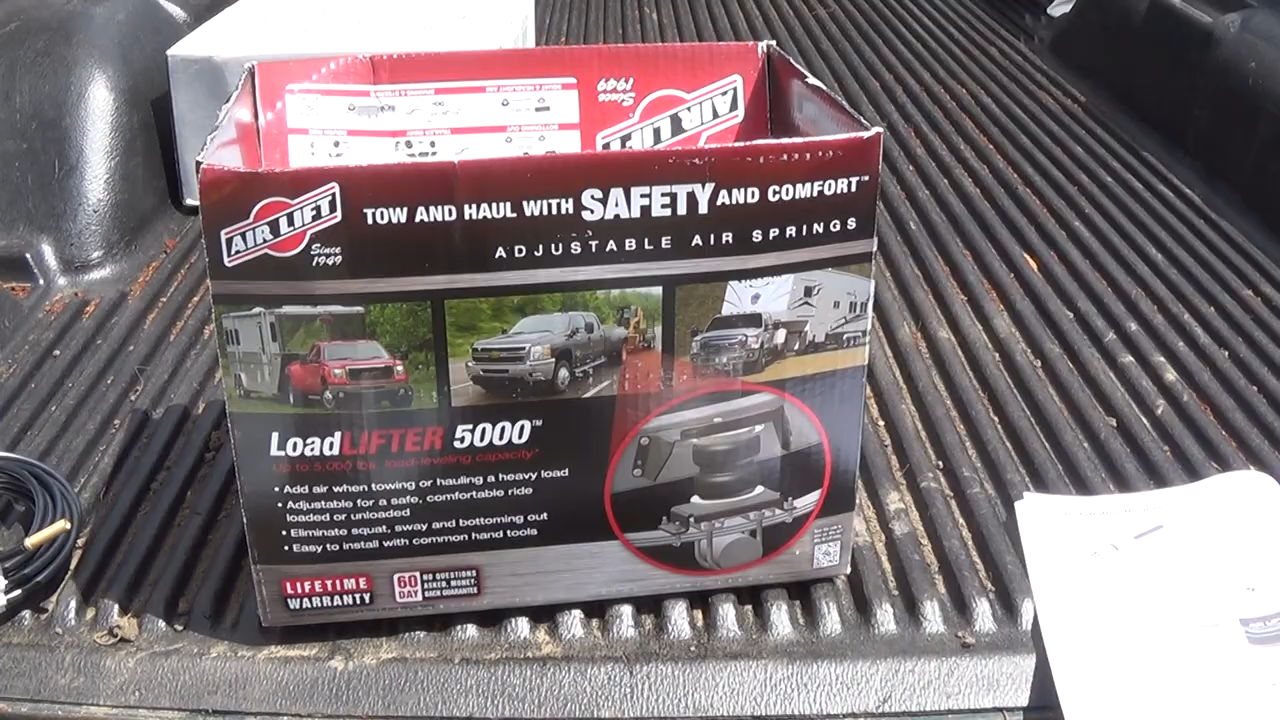 Since
1949
AIR LIFT
AIR LIFT
Since
1949
TOW AND HAUL WITH SAFETY AND COMFORT™
ADJUSTABLE AIR SPRINGS
LoadLIFTER 5000™
Up to 5,000 lbs. load-leveling capacity*
• Add air when towing or hauling a heavy load
• Adjustable for a safe, comfortable ride
loaded or unloaded
• Eliminate squat, sway and bottoming out
• Easy to install with common hand tools
LIFETIME
WARRANTY
60
DAY
NO QUESTIONS
ASKED, MONEY-
BACK GUARANTEE